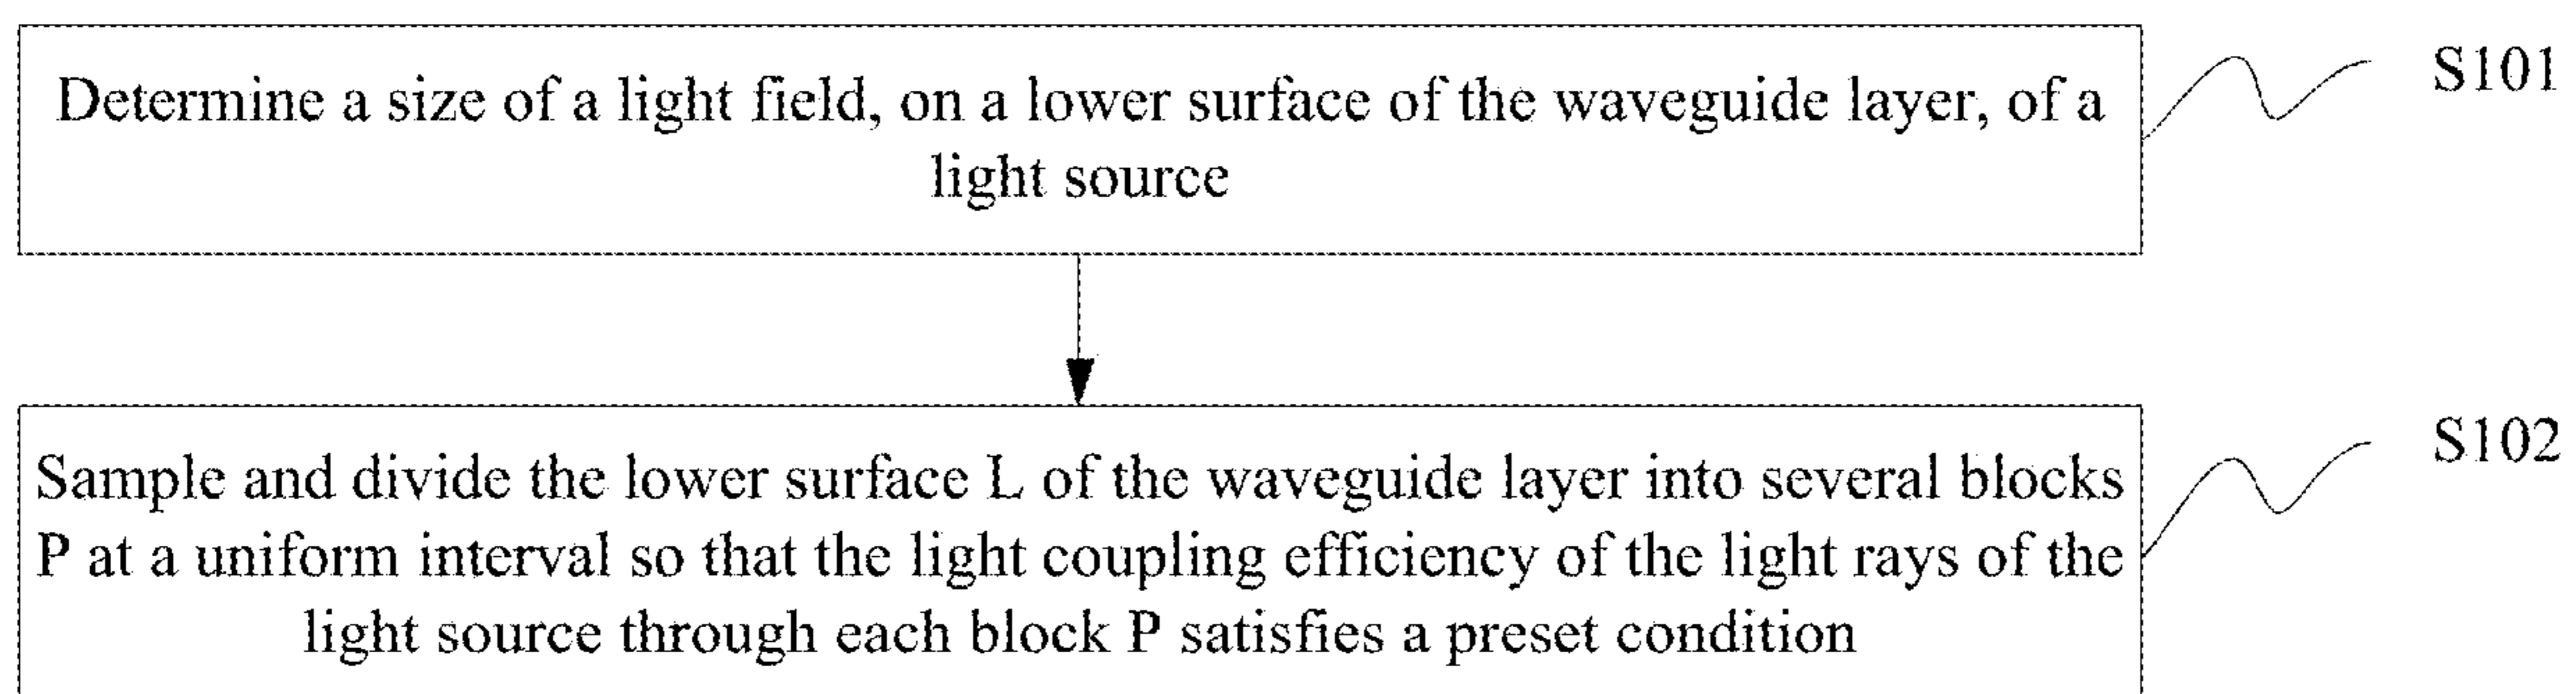 Determine a size of a light field, on a lower surface of the waveguide layer, of a
light source
S101
Sample and divide the lower surface L of the waveguide layer into several blocks
P at a uniform interval so that the light coupling efficiency of the light rays of the
light source through each block P satisfies a preset condition
S102